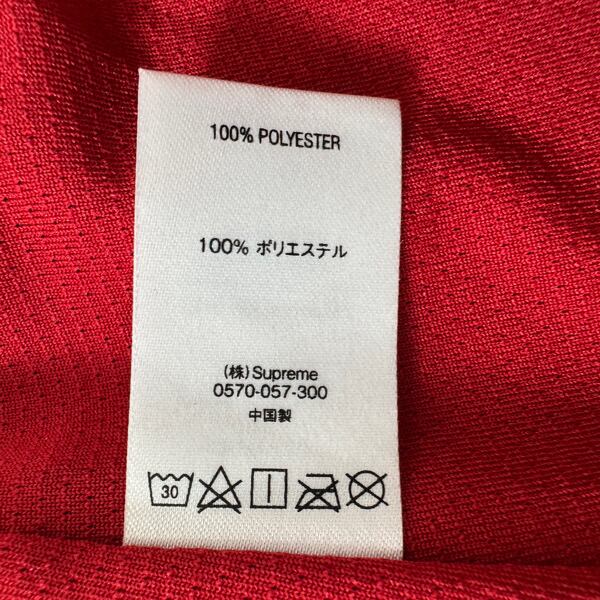 100% POLYESTER
100% ポリエステル
(株)Supreme
0570-057-300
中国製
30